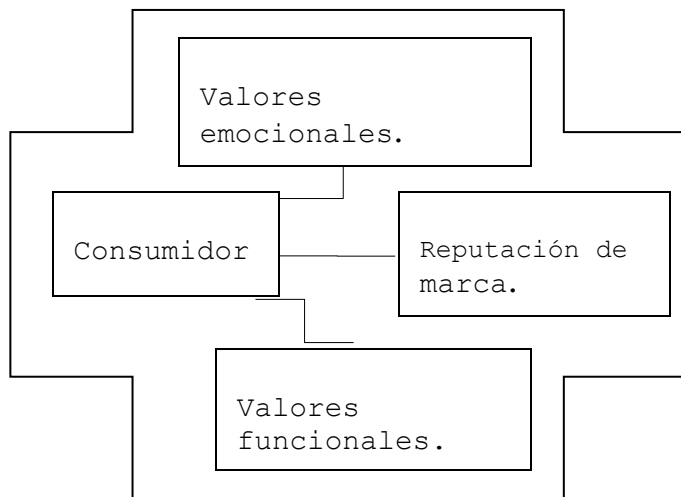 Valores
emocionales.
Consumidor
Reputación de
marca.
Valores
funcionales.